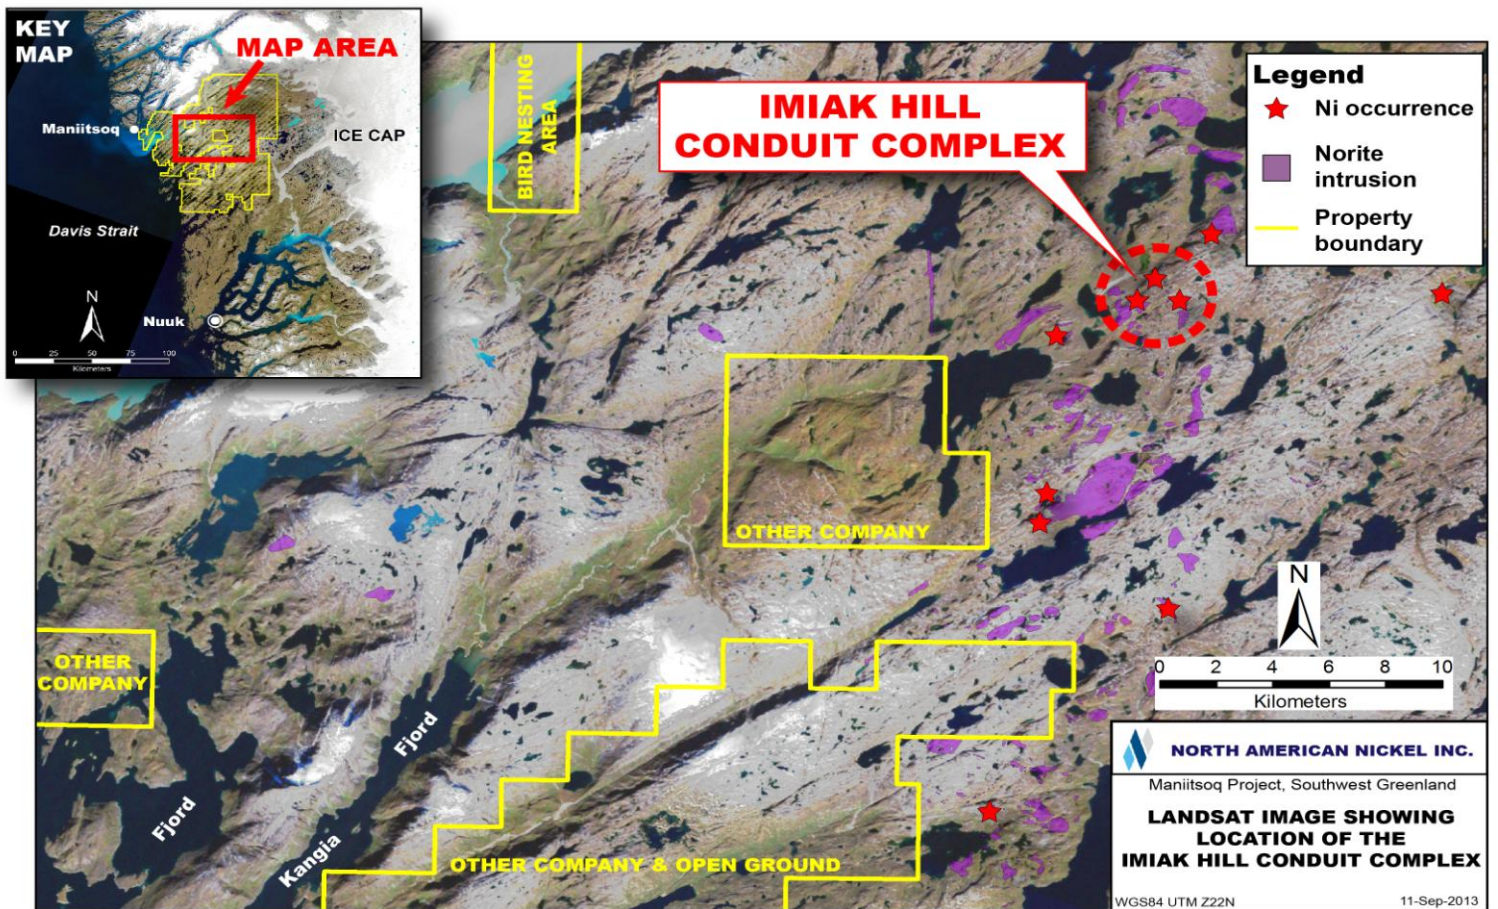 KEY
MAP
MAP AREA
Maniitsoq
ICE CAP
Davis Strait
N
Nuuk
0 25 50 75 100
Kilometers
BIRD NESTING
AREA
IMIAK HILL
CONDUIT COMPLEX
Legend
Ni occurrence
Norite
intrusion
Property
boundary
OTHER COMPANY
OTHER
COMPANY
Fjord
Fjord
Kangia
OTHER COMPANY & OPEN GROUND
N
0 2 4 6 8 10
Kilometers
NORTH AMERICAN NICKEL INC.
Maniitsoq Project, Southwest Greenland
LANDSAT IMAGE SHOWING
LOCATION OF THE
IMIAK HILL CONDUIT COMPLEX
WGS84 UTM Z22N 11-Sep-2013